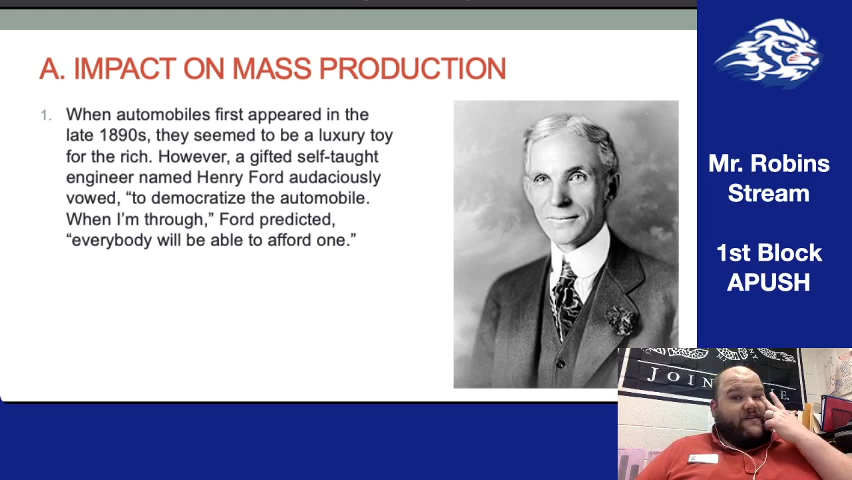 A. IMPACT ON MASS PRODUCTION
1. When automobiles first appeared in the
late 1890s, they seemed to be a luxury toy
for the rich. However, a gifted self-taught
engineer named Henry Ford audaciously
vowed, “to democratize the automobile.
When I’m through,” Ford predicted,
“everybody will be able to afford one.”
Mr. Robins
Stream
1st Block
APUSH
JOIN